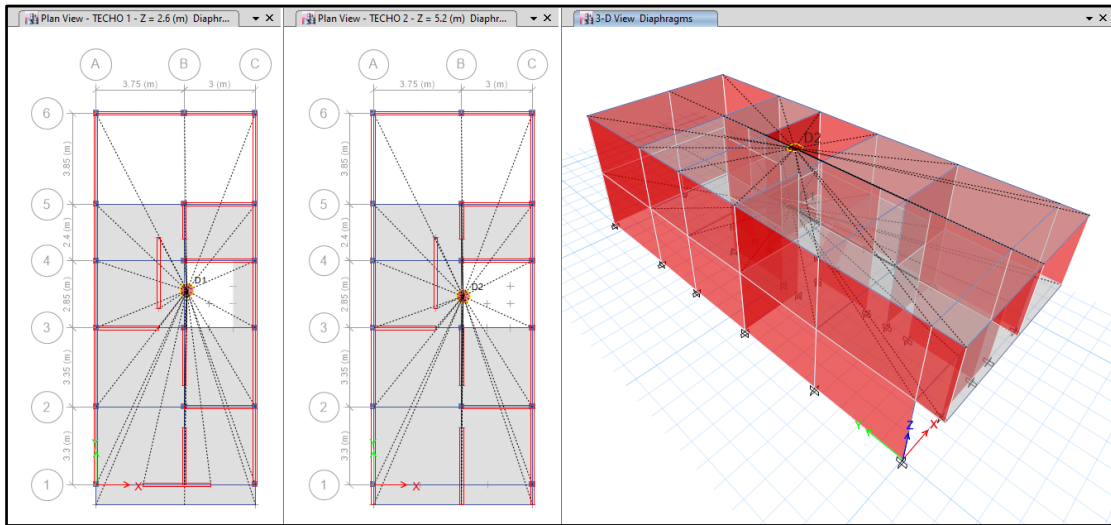 Plan View - TECHO 1 - Z = 2.6 (m) Diaphr...
A
B
C
3.75 (m)
3 (m)
6
3.85 (m)
5
2.4 (m)
4
2.85 (m)
3
3.35 (m)
2
3.3 (m)
1
D1
Y
X
Plan View - TECHO 2 - Z = 5.2 (m) Diaphr...
A
B
C
3.75 (m)
3 (m)
6
3.85 (m)
5
2.4 (m)
4
2.85 (m)
3
3.35 (m)
2
3.3 (m)
1
D2
Y
X
3-D View Diaphragms
D2
Y
Z
X